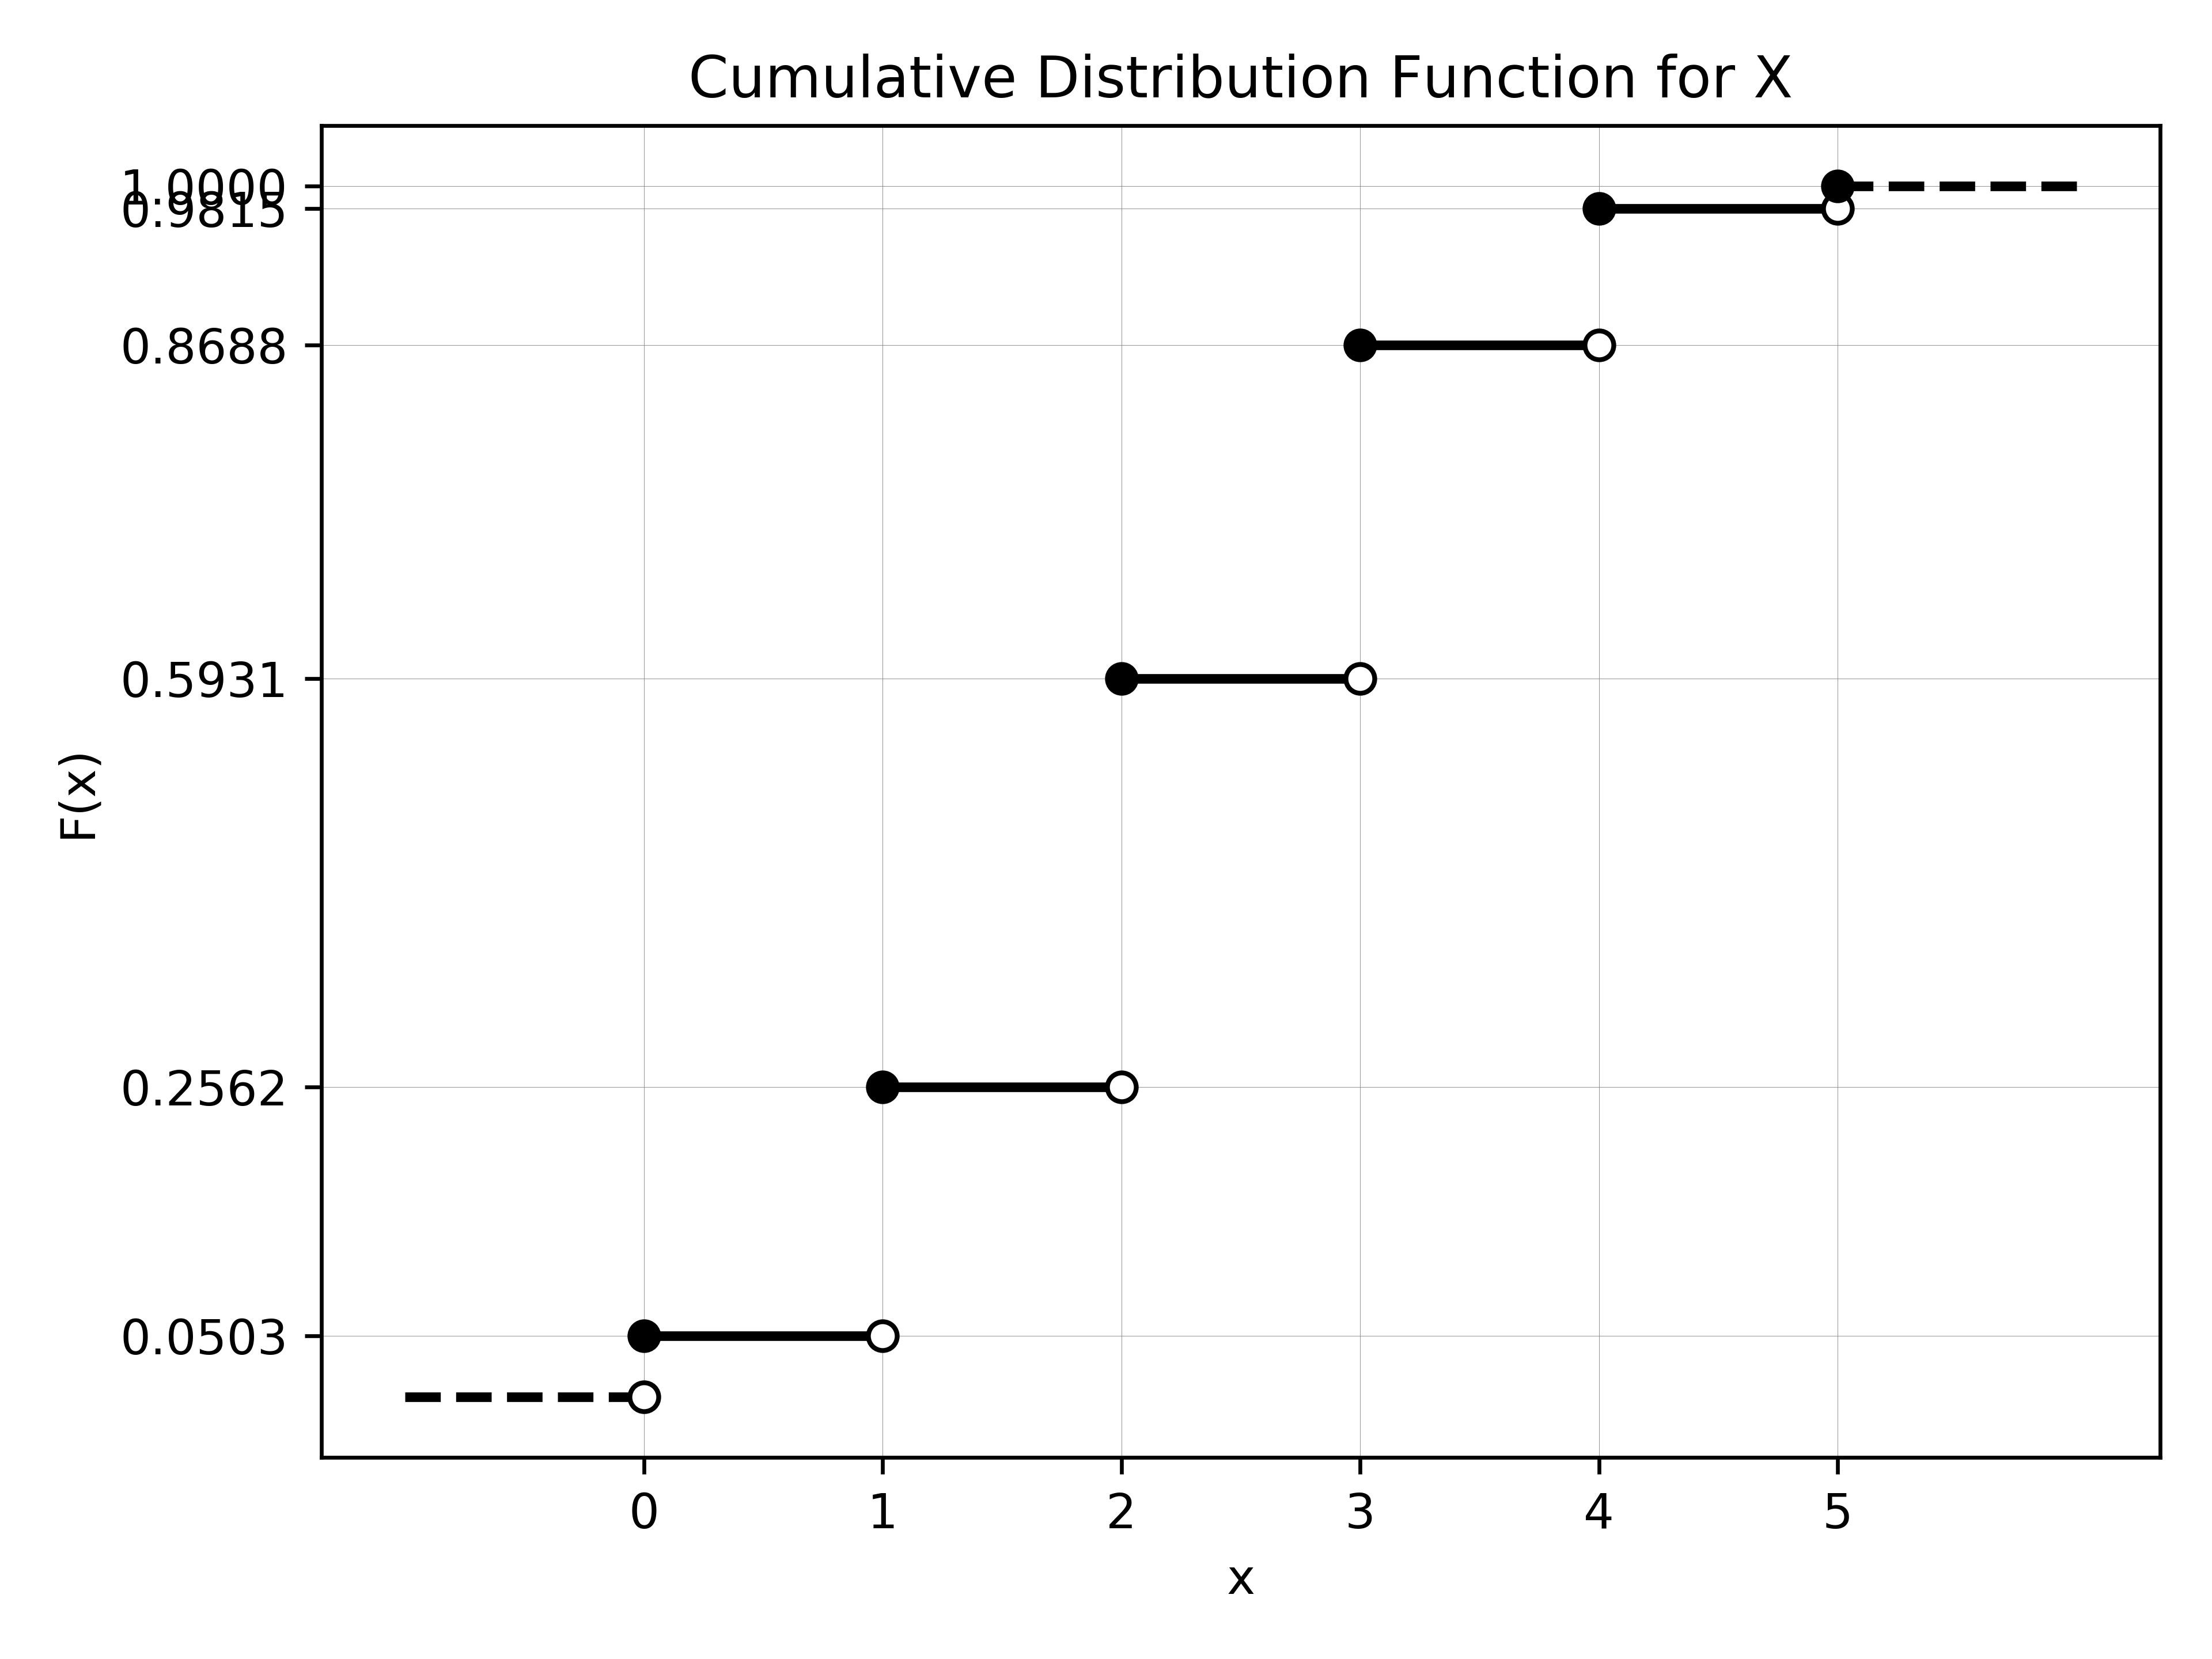 Cumulative Distribution Function for X
1.0000
0.9815
0.8688
0.5931
0.2562
0.0503
F(x)
0 1 2 3 4 5
x